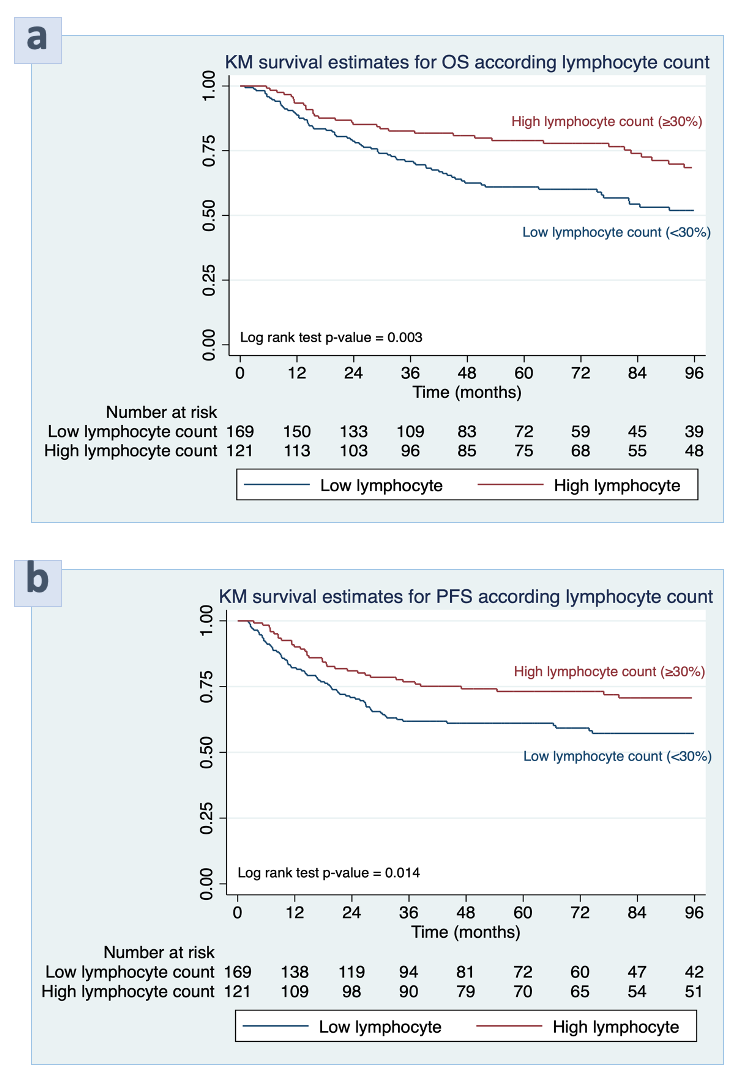 a
KM survival estimates for OS according lymphocyte count
1.00
0.75
0.50
0.25
0.00
High lymphocyte count (≥30%)
Low lymphocyte count (<30%)
Log rank test p-value = 0.003
0 12 24 36 48 60 72 84 96
Time (months)
Number at risk
Low lymphocyte count 169 150 133 109 83 72 59 45 39
High lymphocyte count 121 113 103 96 85 75 68 55 48
Low lymphocyte High lymphocyte
b
KM survival estimates for PFS according lymphocyte count
1.00
0.75
0.50
0.25
0.00
High lymphocyte count (≥30%)
Low lymphocyte count (<30%)
Log rank test p-value = 0.014
0 12 24 36 48 60 72 84 96
Time (months)
Number at risk
Low lymphocyte count 169 138 119 94 81 72 60 47 42
High lymphocyte count 121 109 98 90 79 70 65 54 51
Low lymphocyte High lymphocyte